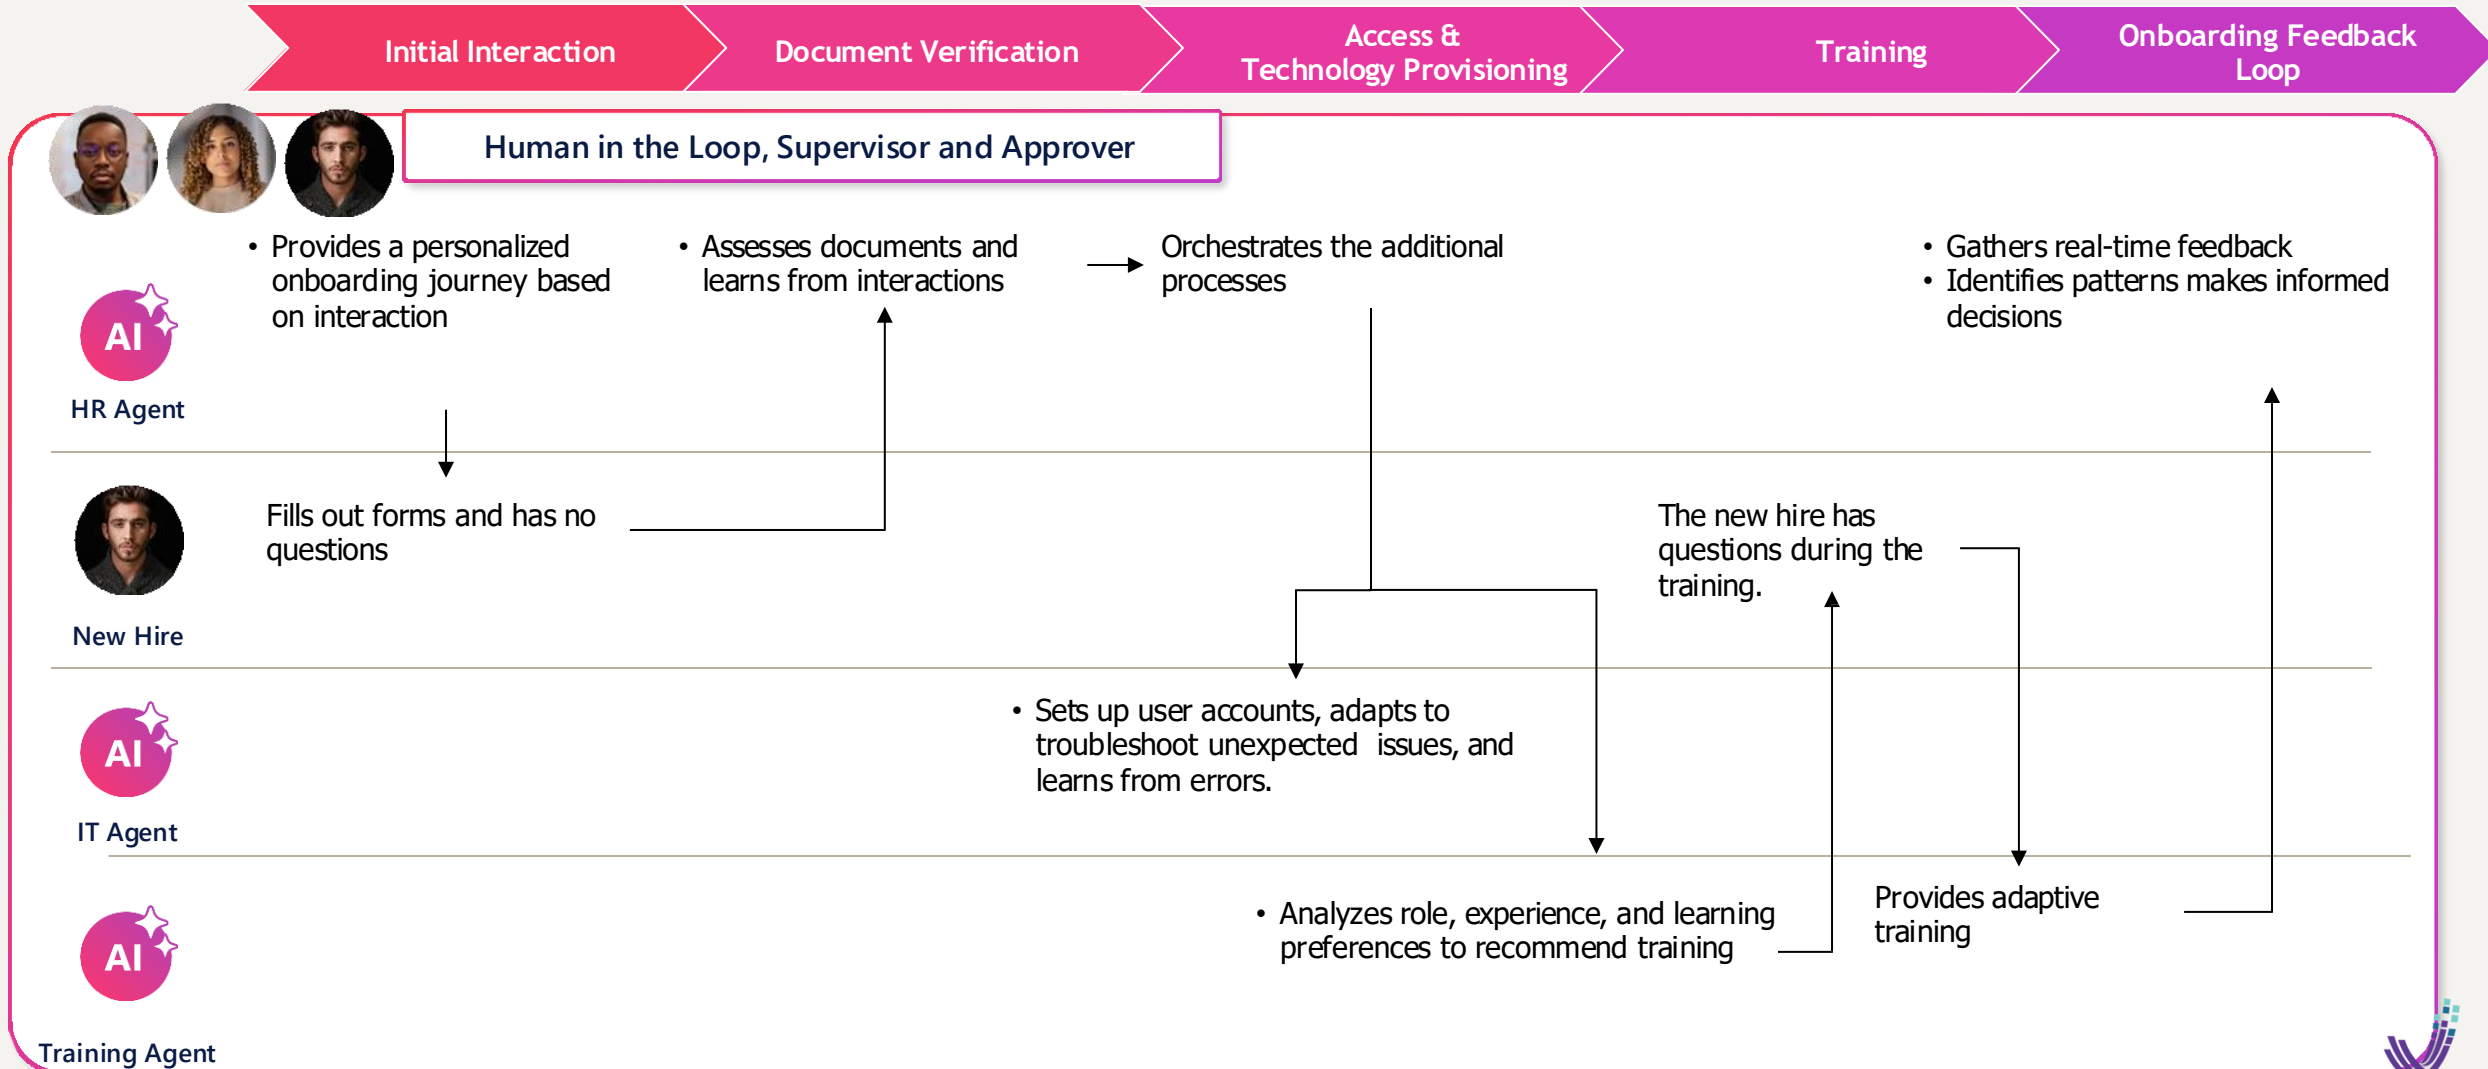 Initial Interaction
Document Verification
Access &
Technology Provisioning
Training
Onboarding Feedback
Loop
Human in the Loop, Supervisor and Approver
• Provides a personalized
onboarding journey based
on interaction
• Assesses documents and
learns from interactions
Orchestrates the additional
processes
• Gathers real-time feedback
• Identifies patterns makes informed
decisions
AI
HR Agent
Fills out forms and has no
questions
The new hire has
questions during the
training.
New Hire
• Sets up user accounts, adapts to
troubleshoot unexpected issues, and
learns from errors.
AI
IT Agent
• Analyzes role, experience, and learning
preferences to recommend training
Provides adaptive
training
AI
Training Agent